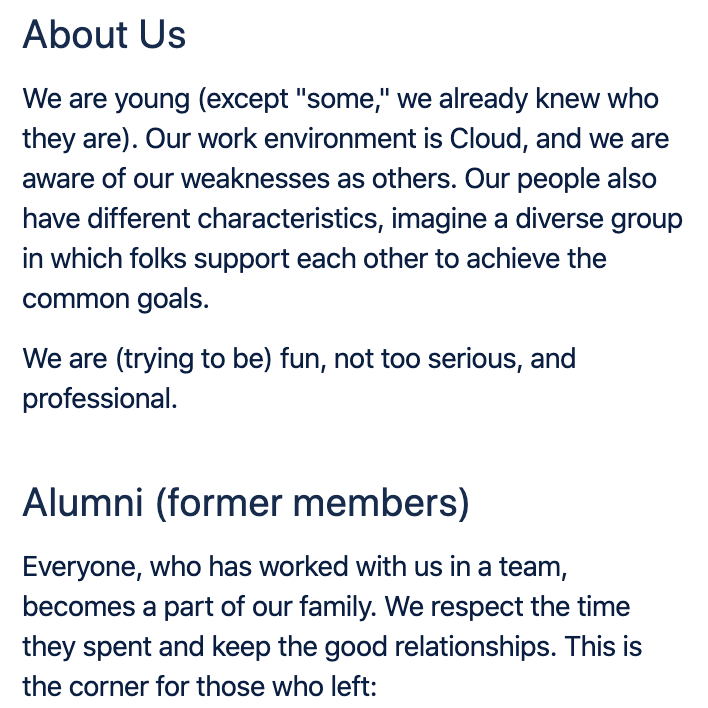 About Us
We are young (except "some," we already knew who
they are). Our work environment is Cloud, and we are
aware of our weaknesses as others. Our people also
have different characteristics, imagine a diverse group
in which folks support each other to achieve the
common goals.
We are (trying to be) fun, not too serious, and
professional.
Alumni (former members)
Everyone, who has worked with us in a team,
becomes a part of our family. We respect the time
they spent and keep the good relationships. This is
the corner for those who left: